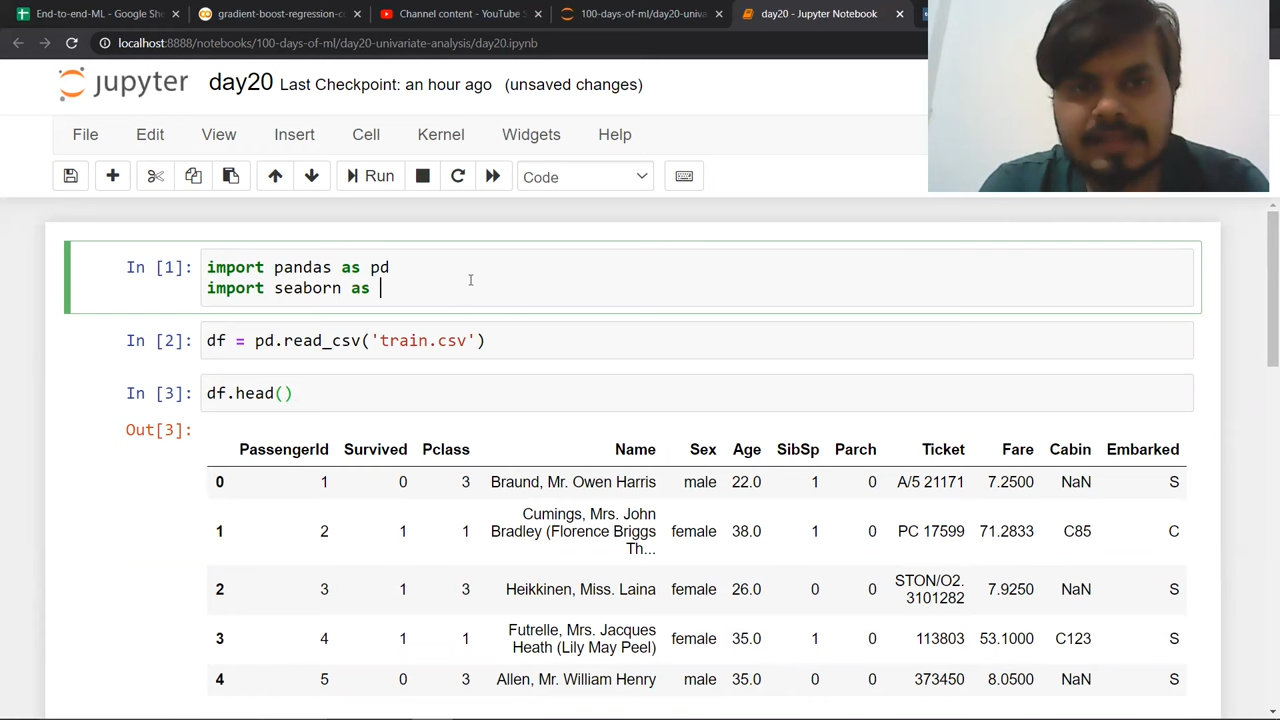 End-to-end-ML - Google She
gradient-boost-regression-c
Channel content - YouTube S
100-days-of-ml/day20-univa
day20 - Jupyter Notebook
localhost:8888/notebooks/100-days-of-ml/day20-univariate-analysis/day20.ipynb
jupyter day20 Last Checkpoint: an hour ago (unsaved changes)
File Edit View Insert Cell Kernel Widgets Help
Run Code
In [1]: import pandas as pd
import seaborn as
In [2]: df = pd.read_csv('train.csv')
In [3]: df.head()
Out[3]:
PassengerId Survived Pclass Name Sex Age SibSp Parch Ticket Fare Cabin Embarked
0 1 0 3 Braund, Mr. Owen Harris male 22.0 1 0 A/5 21171 7.2500 NaN S
1 2 1 1 Cumings, Mrs. John Bradley (Florence Briggs Th... female 38.0 1 0 PC 17599 71.2833 C85 C
2 3 1 3 Heikkinen, Miss. Laina female 26.0 0 0 STON/O2. 3101282 7.9250 NaN S
3 4 1 1 Futrelle, Mrs. Jacques Heath (Lily May Peel) female 35.0 1 0 113803 53.1000 C123 S
4 5 0 3 Allen, Mr. William Henry male 35.0 0 0 373450 8.0500 NaN S